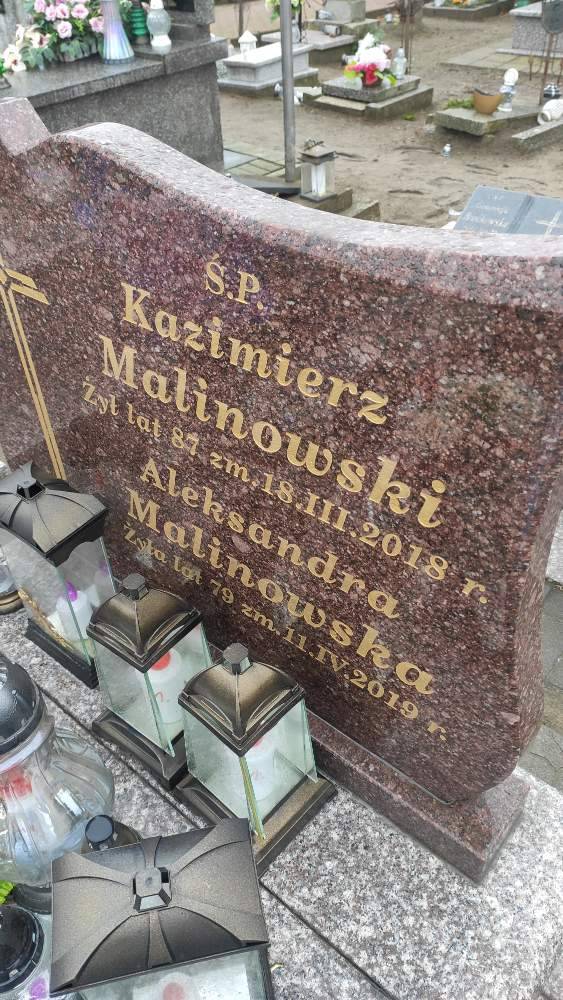 Ś.P.
Kazimierz
Malinowski
Żył lat 87 zm.18.III.2018 r.
Aleksandra
Malinowska
Żyła lat 79 zm.11.IV.2019 r.